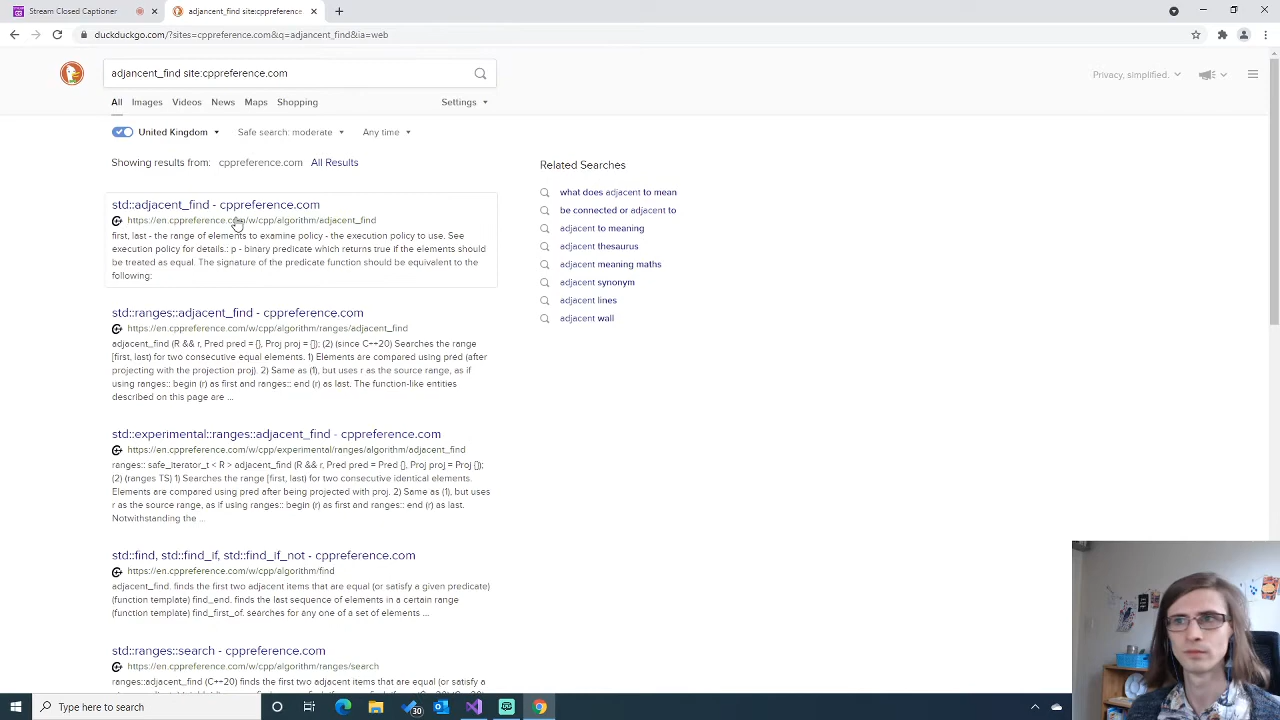 Stream Closed Captioner
adjancent_find site:cppreference
duckduckgo.com/?sites=cppreference.com&q=adjancent_find&ia=web
adjancent_find site:cppreference.com
Privacy, simplified.
All Images Videos News Maps Shopping Settings
United Kingdom Safe search: moderate Any time
Showing results from: cppreference.com All Results
Related Searches
what does adjacent to mean
be connected or adjacent to
adjacent to meaning
adjacent thesaurus
adjacent meaning maths
adjacent synonym
adjacent lines
adjacent wall
std::adjacent_find - cppreference.com
https://en.cppreference.com/w/cpp/algorithm/adjacent_find
first, last - the range of elements to examine policy - the execution policy to use. See
execution policy for details.: p - binary predicate which returns true if the elements should
be treated as equal. The signature of the predicate function should be equivalent to the
following:
std::ranges::adjacent_find - cppreference.com
https://en.cppreference.com/w/cpp/algorithm/ranges/adjacent_find
adjacent_find (R && r, Pred pred = {}, Proj proj = {}); (2) (since C++20) Searches the range
[first, last) for two consecutive equal elements. 1) Elements are compared using pred (after
projecting with the projection proj). 2) Same as (1), but uses r as the source range, as if
using ranges:: begin (r) as first and ranges:: end (r) as last. The function-like entities
described on this page are ...
std::experimental::ranges::adjacent_find - cppreference.com
https://en.cppreference.com/w/cpp/experimental/ranges/algorithm/adjacent_find
ranges:: safe_iterator_t < R > adjacent_find (R && r, Pred pred = Pred {}, Proj proj = Proj {});
(2) (ranges TS) 1) Searches the range [first, last) for two consecutive identical elements.
Elements are compared using pred after being projected with proj. 2) Same as (1), but uses
r as the source range, as if using ranges:: begin (r) as first and ranges:: end (r) as last.
Notwithstanding the ...
std::find, std::find_if, std::find_if_not - cppreference.com
https://en.cppreference.com/w/cpp/algorithm/find
adjacent_find. finds the first two adjacent items that are equal (or satisfy a given predicate)
(function template) find_end. finds the last sequence of elements in a certain range
(function template) find_first_of. searches for any one of a set of elements ...
std::ranges::search - cppreference.com
https://en.cppreference.com/w/cpp/algorithm/ranges/search
adjacent_find (C++20) finds the first two adjacent items that are equal (or satisfy a
Type here to search
30